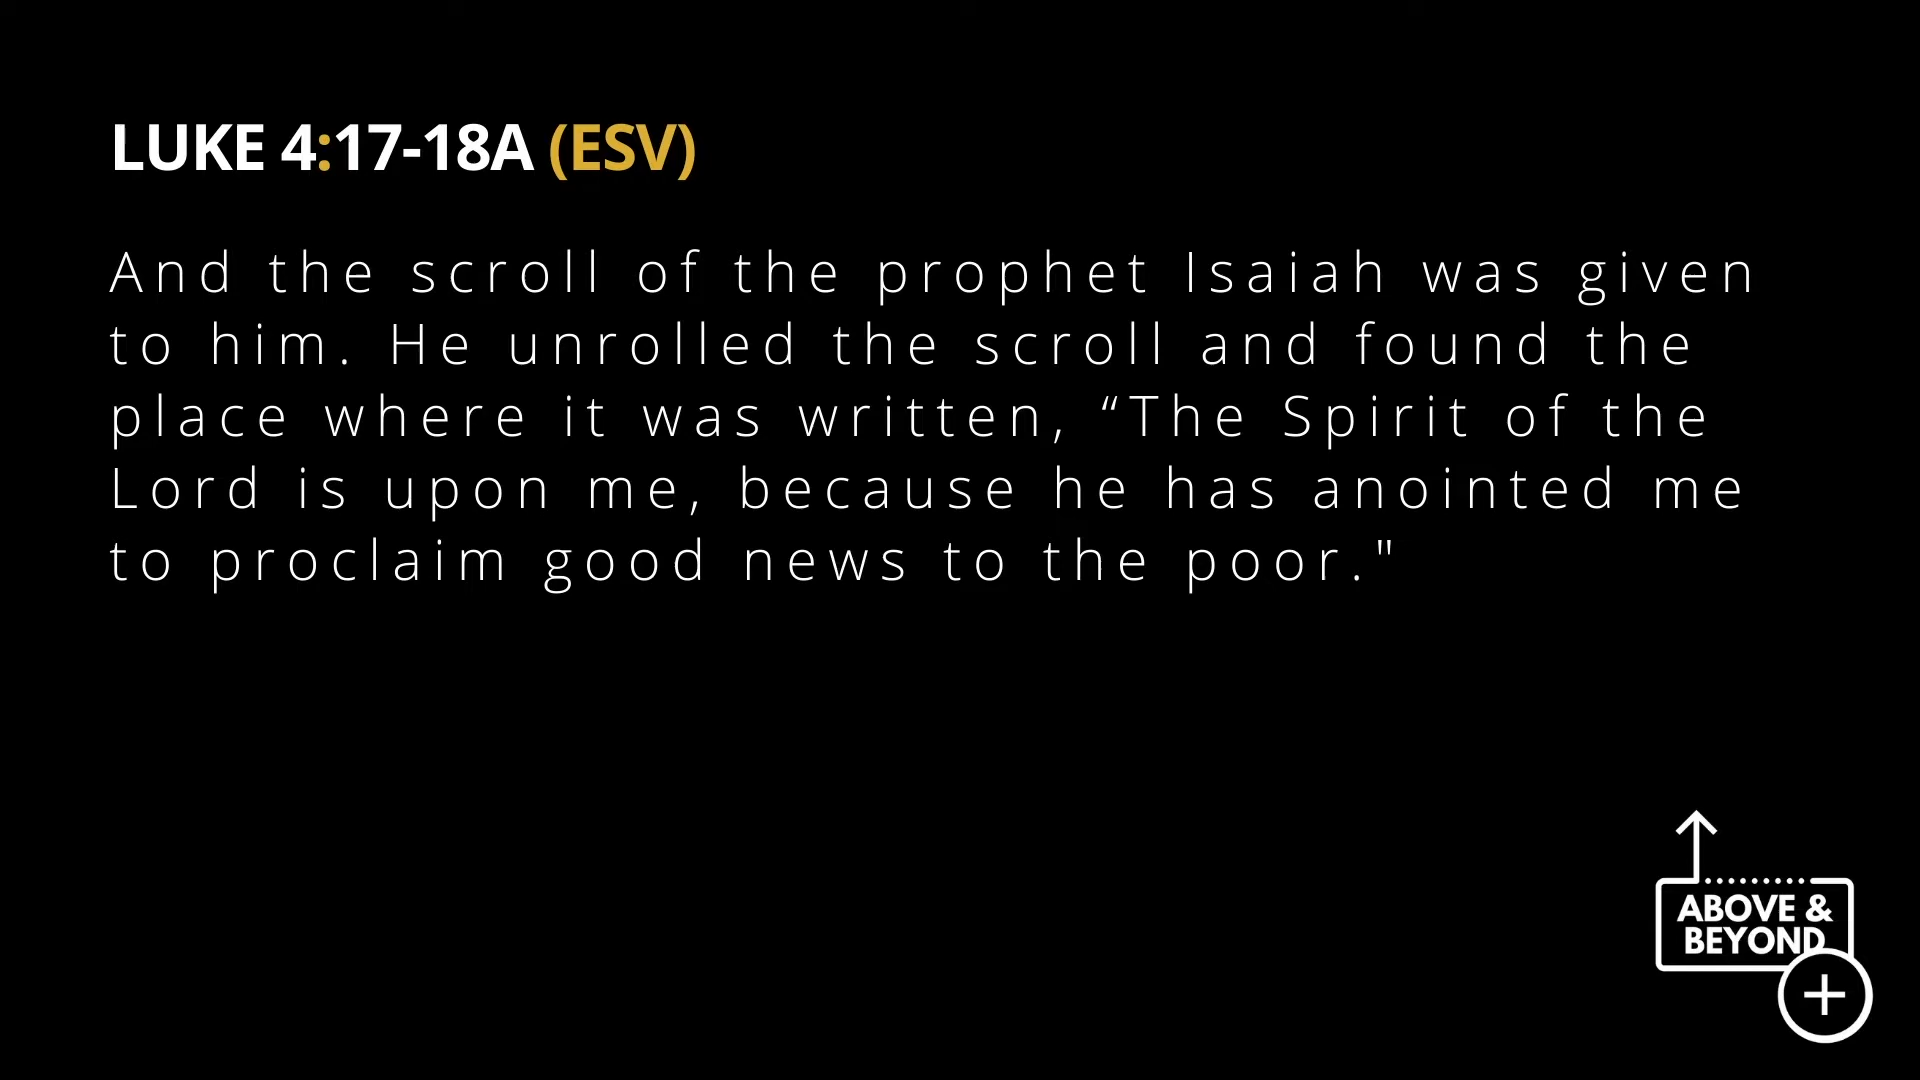 LUKE 4:17-18A (ESV)
And the scroll of the prophet Isaiah was given
to him. He unrolled the scroll and found the
place where it was written, “The Spirit of the
Lord is upon me, because he has anointed me
to proclaim good news to the poor."
ABOVE &
BEYOND